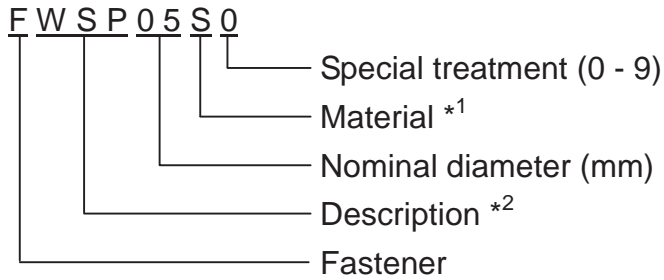 F W S P 0 5 S 0
Special treatment (0 - 9)
Material *1
Nominal diameter (mm)
Description *2
Fastener